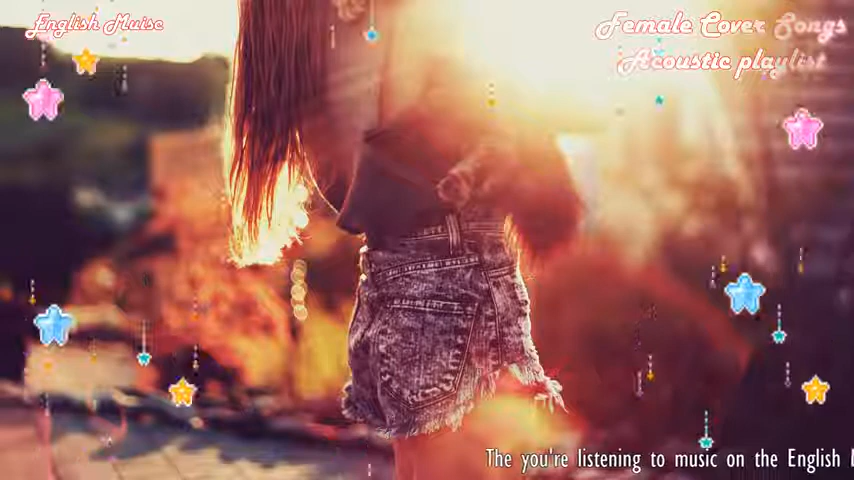 English Muisc
Female Cover Songs
Acoustic playlist
The you're listening to music on the English